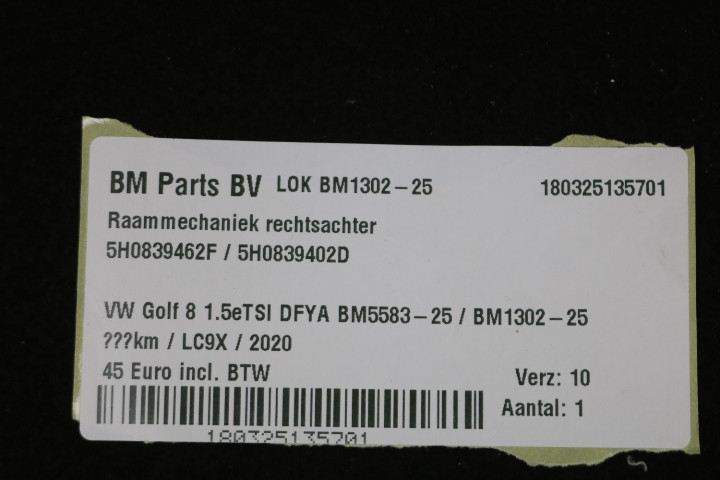 BM Parts BV LOK BM1302-25 180325135701
Raammechaniek rechtsachter
5H0839462F / 5H0839402D
VW Golf 8 1.5eTSI DFYA BM5583-25 / BM1302-25
???km / LC9X / 2020
45 Euro incl. BTW
Verz: 10
Aantal: 1
180325135701